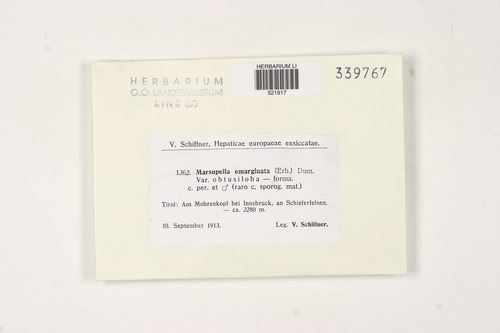 HERBARIUM
O.Ö. LANDESMUSEUM
LINZ
HERBARIUM LI
521917
339767
V. Schiffner, Hepaticae europaeae exsiccatae.
1362. Marsupella emarginata (Erb.) Dum.
Var. obtusiloba — forma.
c. per. et ♂ (raro c. sporog. mat.)
Tirol: Am Mohrenkopf bei Innsbruck, an Schieferfelsen.
— ca. 2280 m.
10. September 1913. Leg. V. Schiffner.